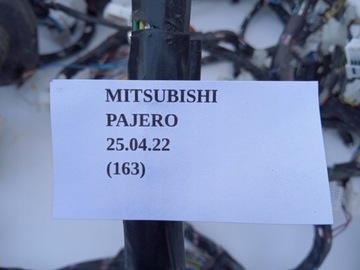 MITSUBISHI
PAJERO
25.04.22
(163)